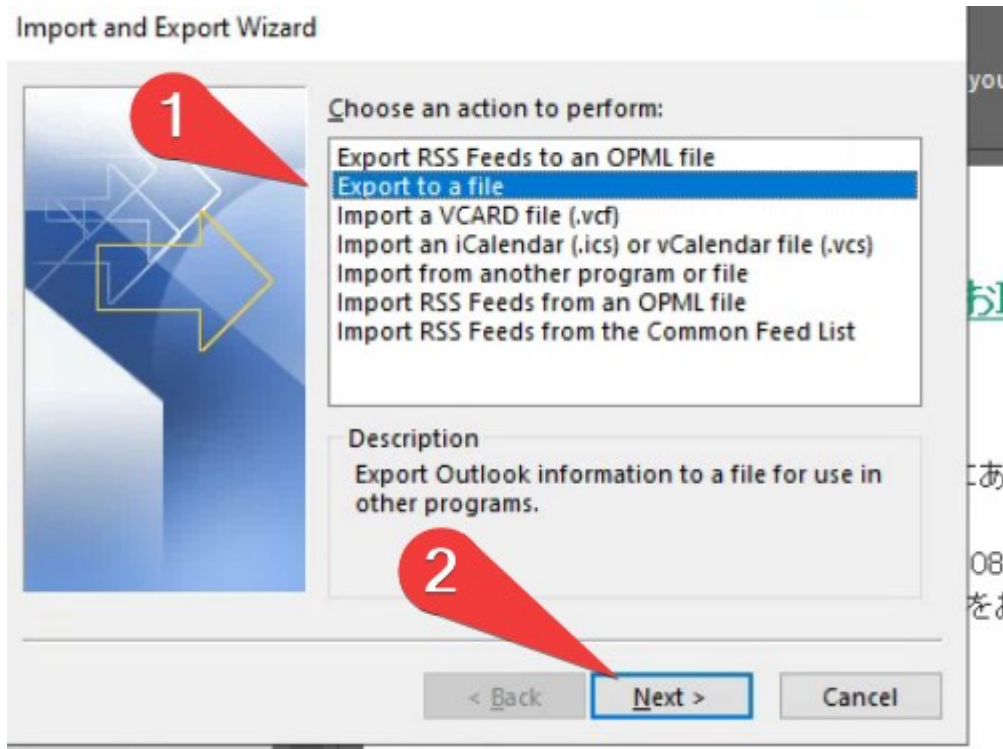 Import and Export Wizard
1
Choose an action to perform:
Export RSS Feeds to an OPML file
Export to a file
Import a VCARD file (.vcf)
Import an iCalendar (.ics) or vCalendar file (.vcs)
Import from another program or file
Import RSS Feeds from an OPML file
Import RSS Feeds from the Common Feed List
Description
Export Outlook information to a file for use in
other programs.
2
< Back
Next >
Cancel
you
お
あ
08
を